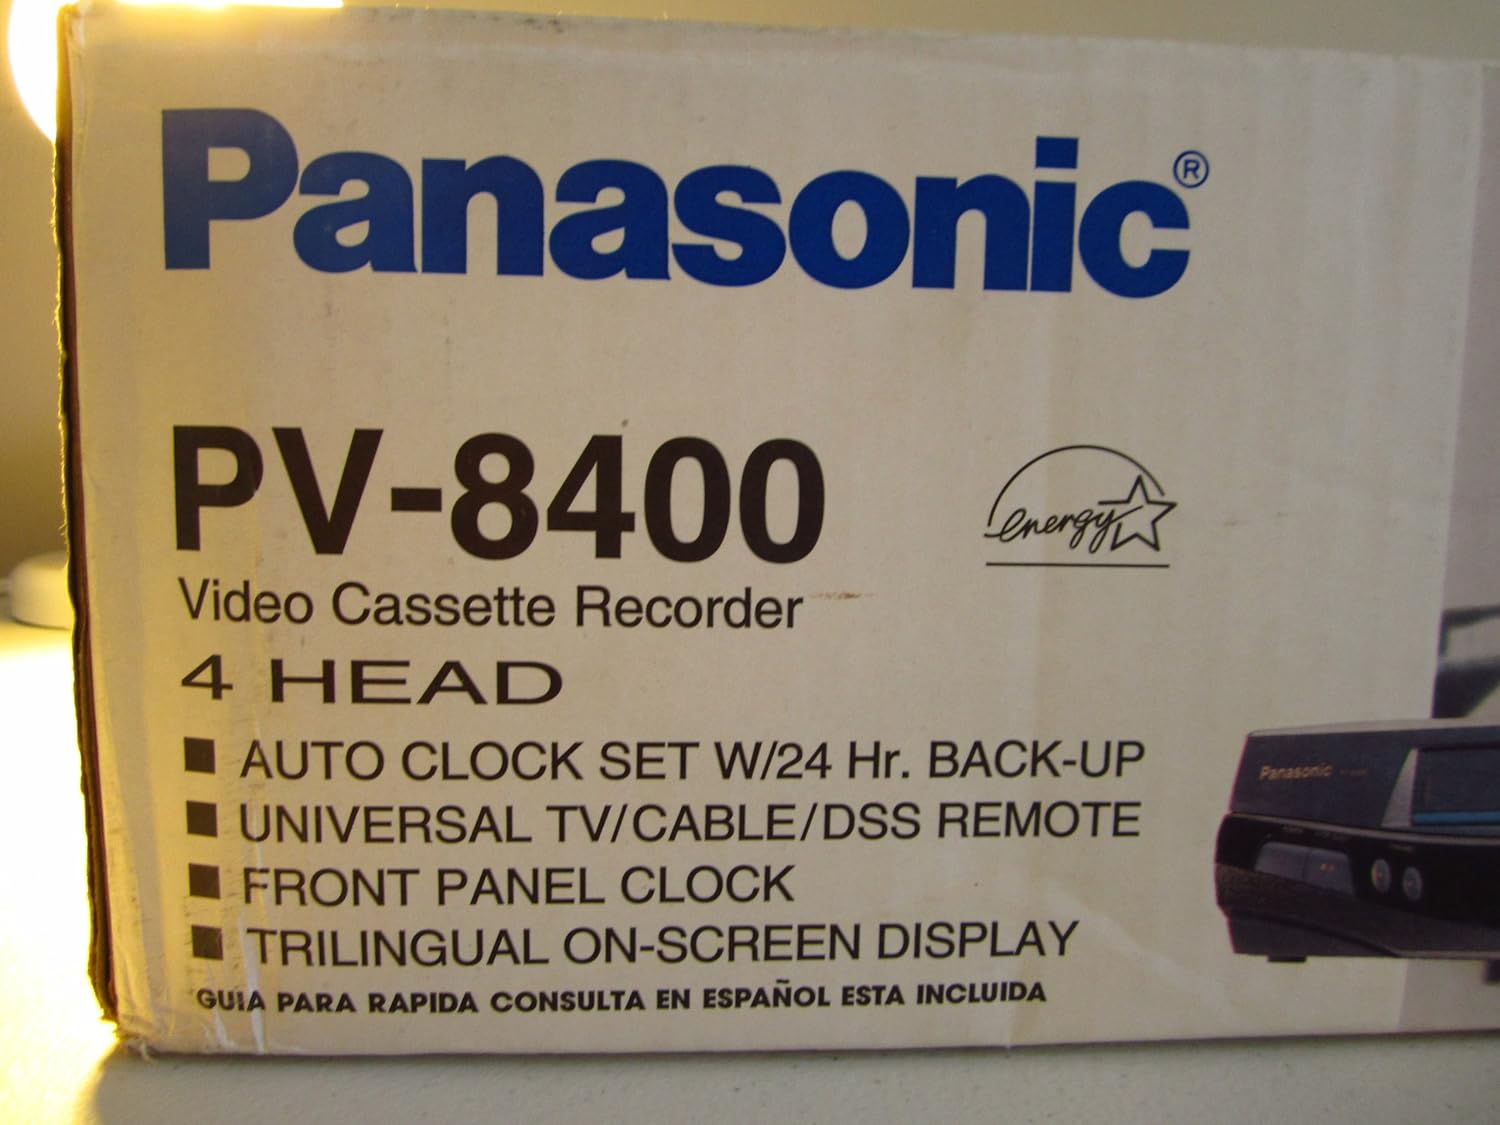 Panasonic®
PV-8400
energy
Video Cassette Recorder
4 HEAD
AUTO CLOCK SET W/24 Hr. BACK-UP
UNIVERSAL TV/CABLE/DSS REMOTE
FRONT PANEL CLOCK
TRILINGUAL ON-SCREEN DISPLAY
GUIA PARA RAPIDA CONSULTA EN ESPAÑOL ESTA INCLUIDA
Panasonic